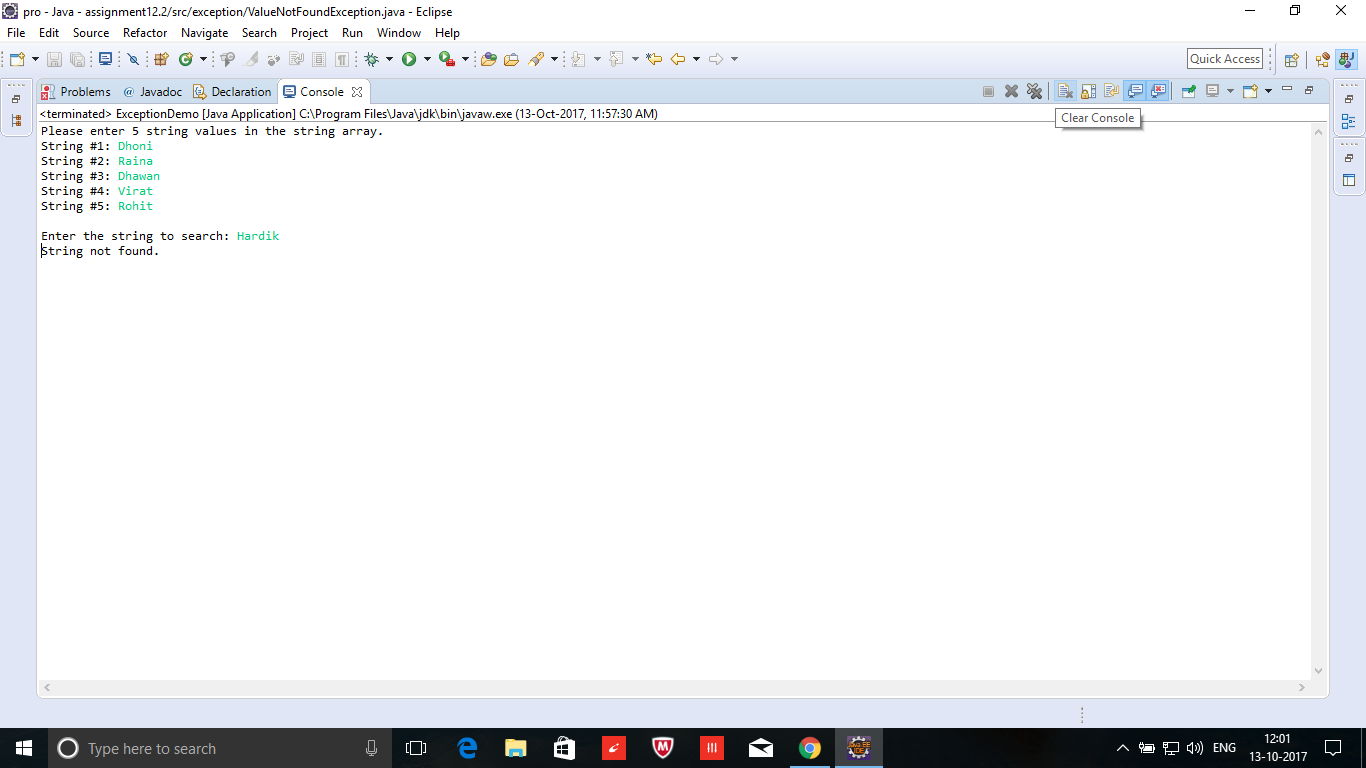 pro - Java - assignment12.2/src/exception/ValueNotFoundException.java - Eclipse
File Edit Source Refactor Navigate Search Project Run Window Help
Quick Access
Problems @ Javadoc Declaration Console
<terminated> ExceptionDemo [Java Application] C:\Program Files\Java\jdk\bin\javaw.exe (13-Oct-2017, 11:57:30 AM)
Clear Console
Please enter 5 string values in the string array.
String #1: Dhoni
String #2: Raina
String #3: Dhawan
String #4: Virat
String #5: Rohit
Enter the string to search: Hardik
String not found.
Type here to search
ENG
12:01
13-10-2017